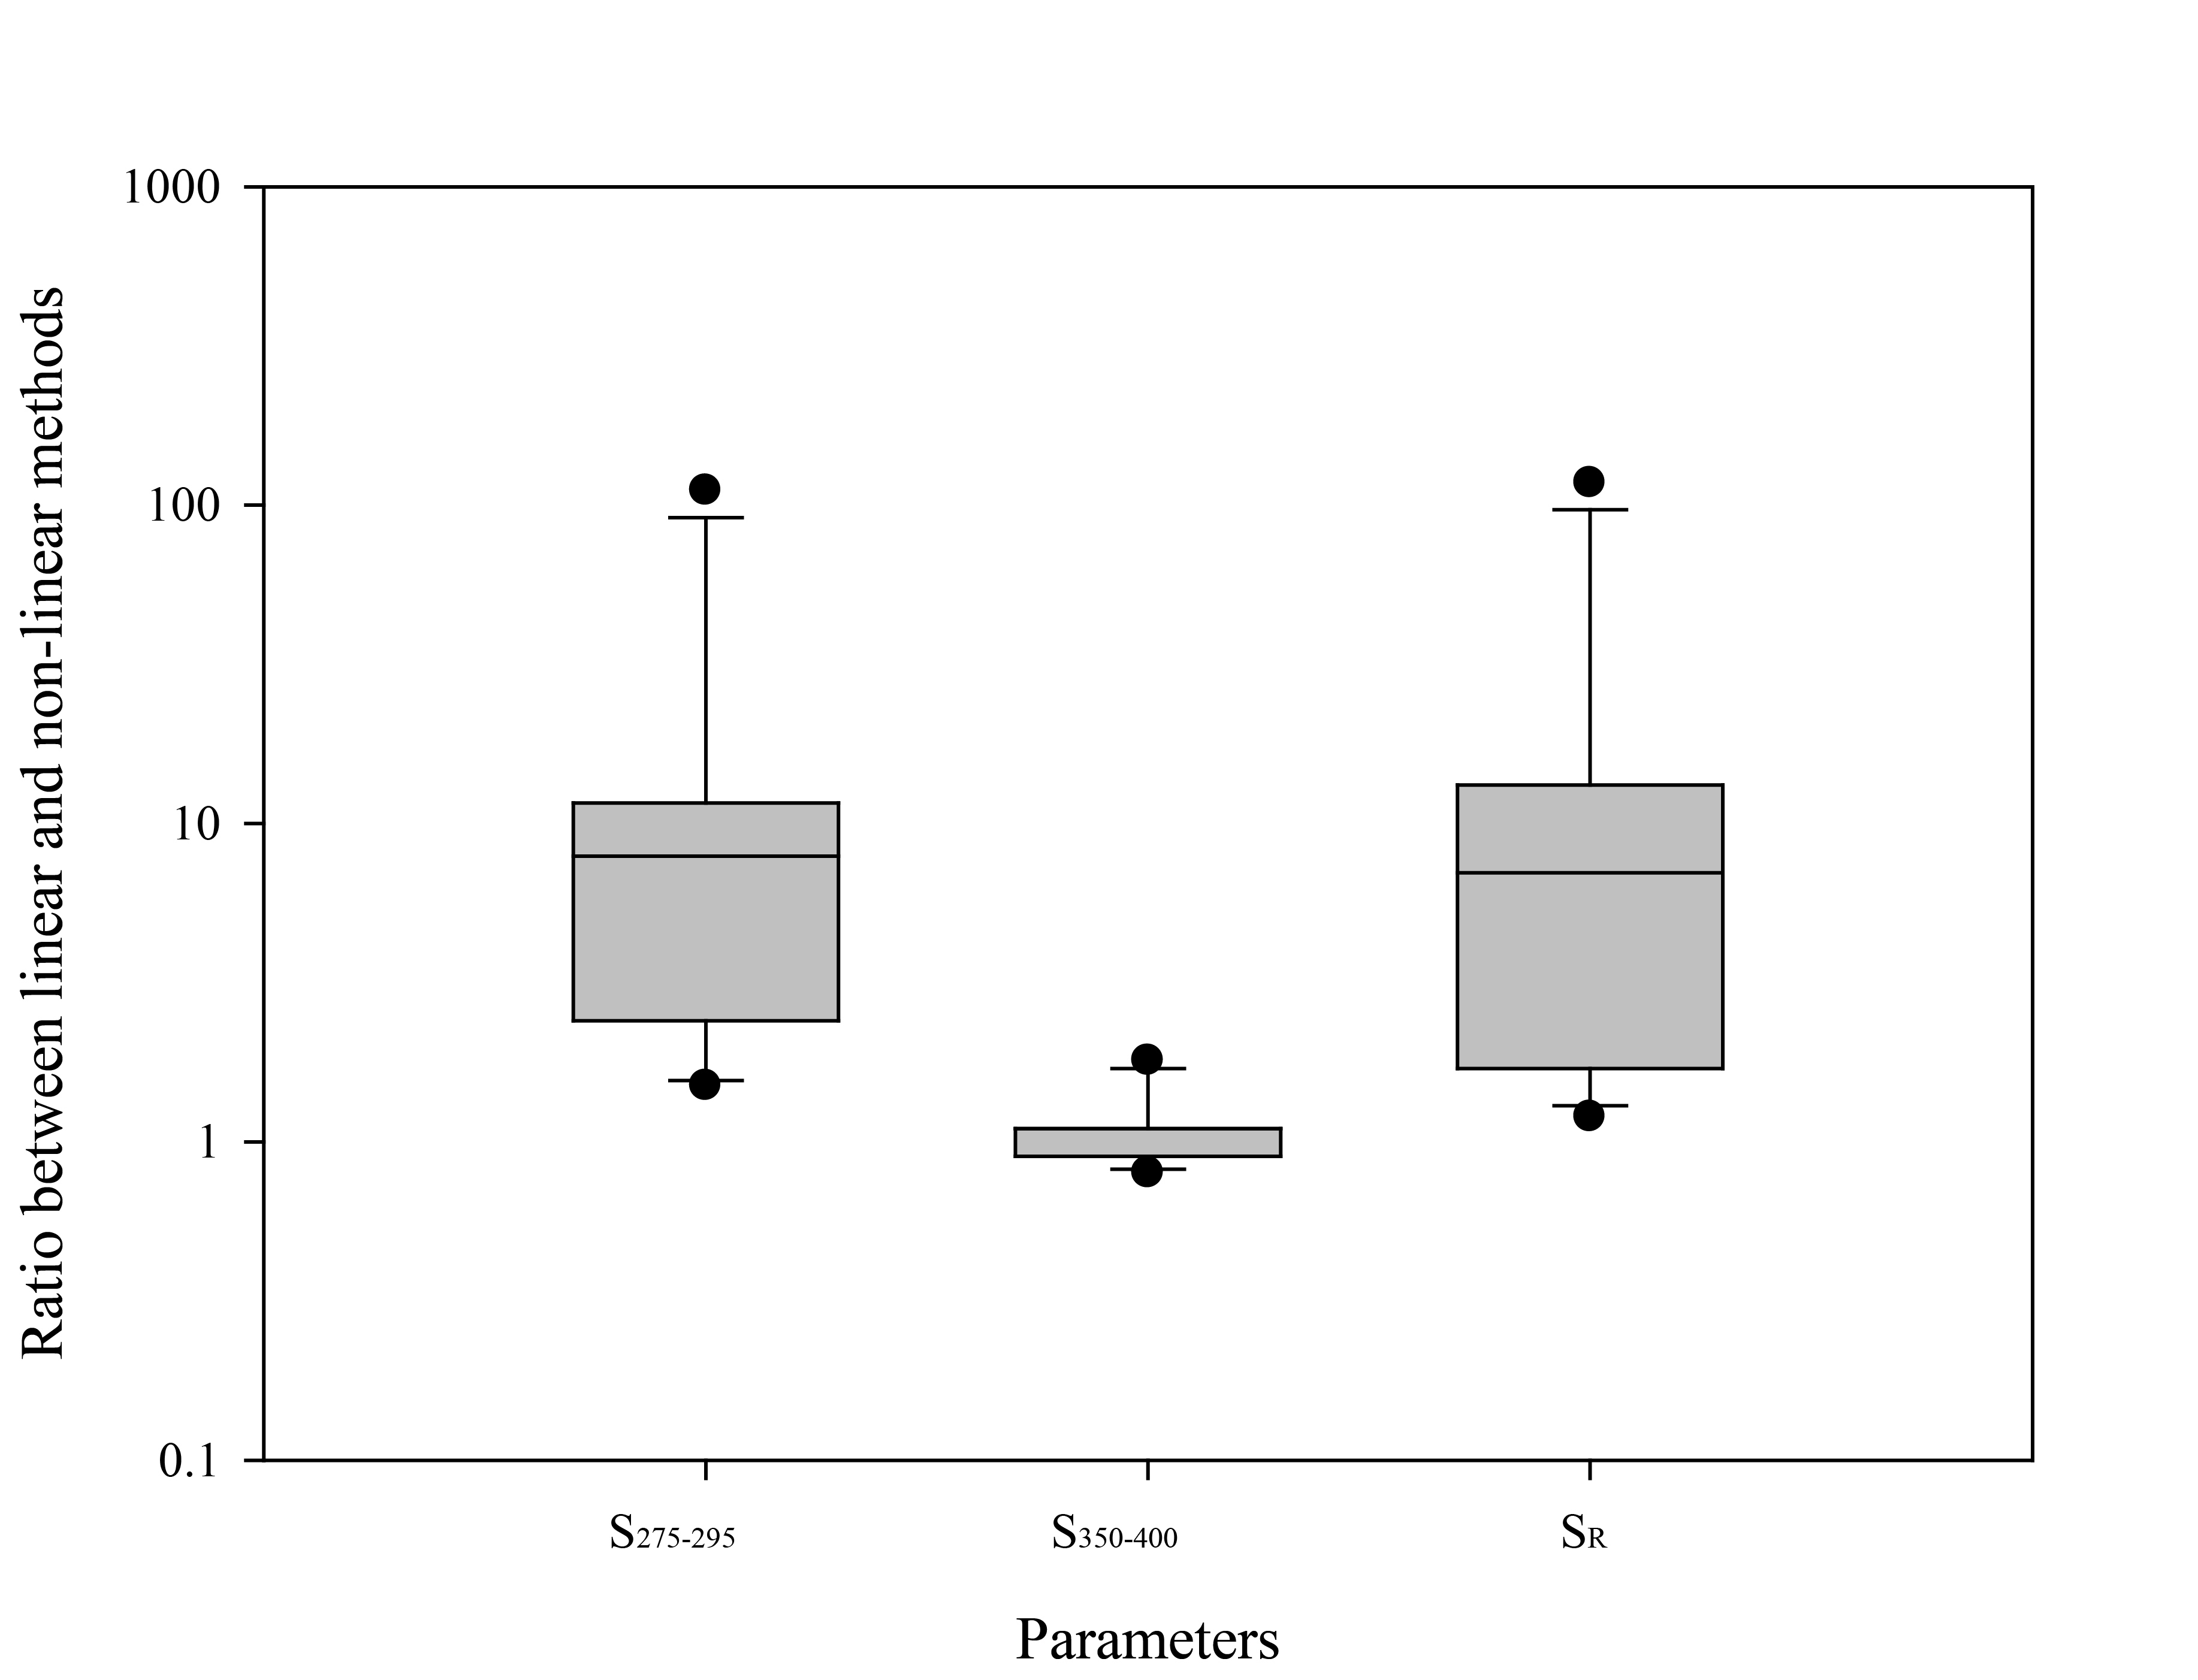 Ratio between linear and non-linear methods
1000
100
10
1
0.1
S275-295 S350-400 SR
Parameters